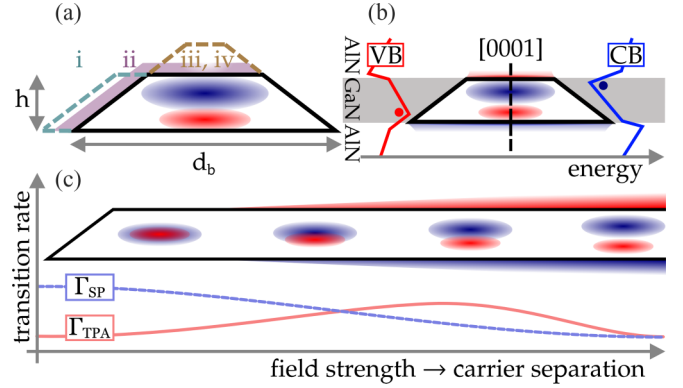 (a)
i
ii
iii, iv
h
d_b
(b)
VB
[0001]
CB
AlN
GaN
AlN
energy
(c)
transition rate
Γ_SP
Γ_TPA
field strength → carrier separation